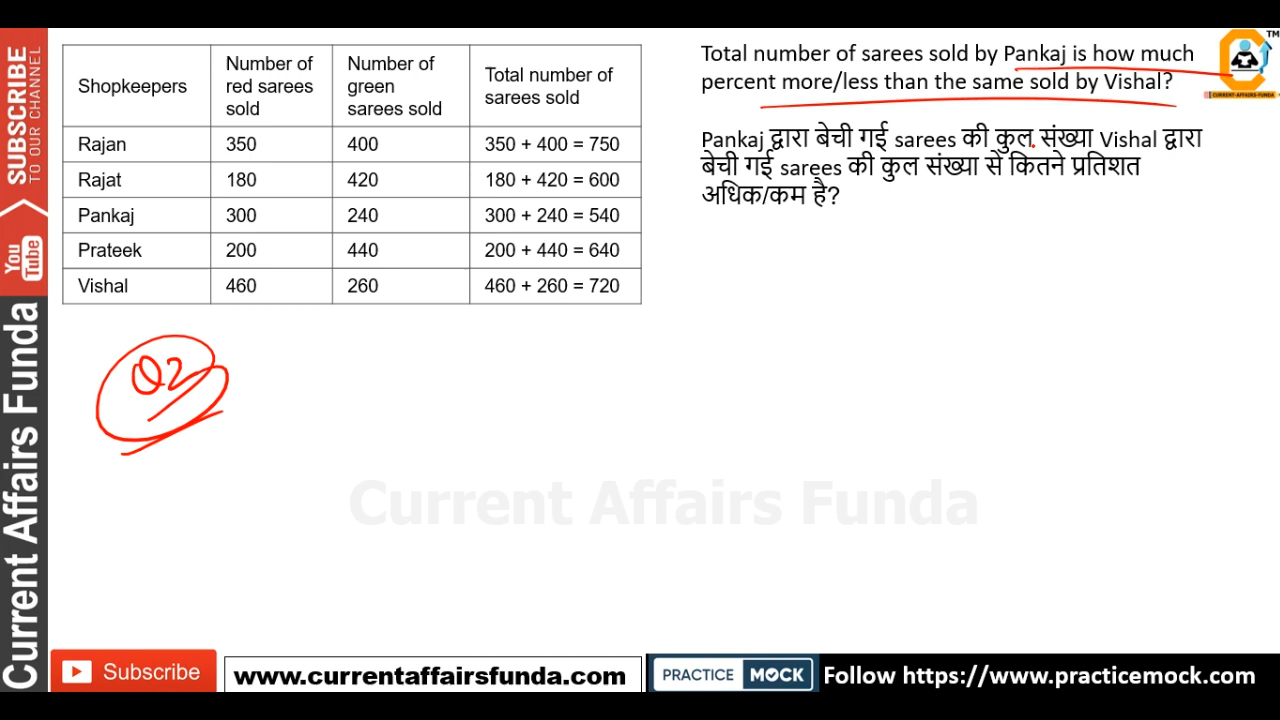 SUBSCRIBE
TO OUR CHANNEL
You
Tube
Current Affairs Funda
Shopkeepers | Number of red sarees sold | Number of green sarees sold | Total number of sarees sold
Rajan | 350 | 400 | 350 + 400 = 750
Rajat | 180 | 420 | 180 + 420 = 600
Pankaj | 300 | 240 | 300 + 240 = 540
Prateek | 200 | 440 | 200 + 440 = 640
Vishal | 460 | 260 | 460 + 260 = 720
Q2
Total number of sarees sold by Pankaj is how much
percent more/less than the same sold by Vishal?
Pankaj द्वारा बेची गई sarees की कुल संख्या Vishal द्वारा
बेची गई sarees की कुल संख्या से कितने प्रतिशत
अधिक/कम है?
TM
CURRENT-AFFAIRS-FUNDA
Current Affairs Funda
Subscribe
www.currentaffairsfunda.com
PRACTICE MOCK
Follow https://www.practicemock.com